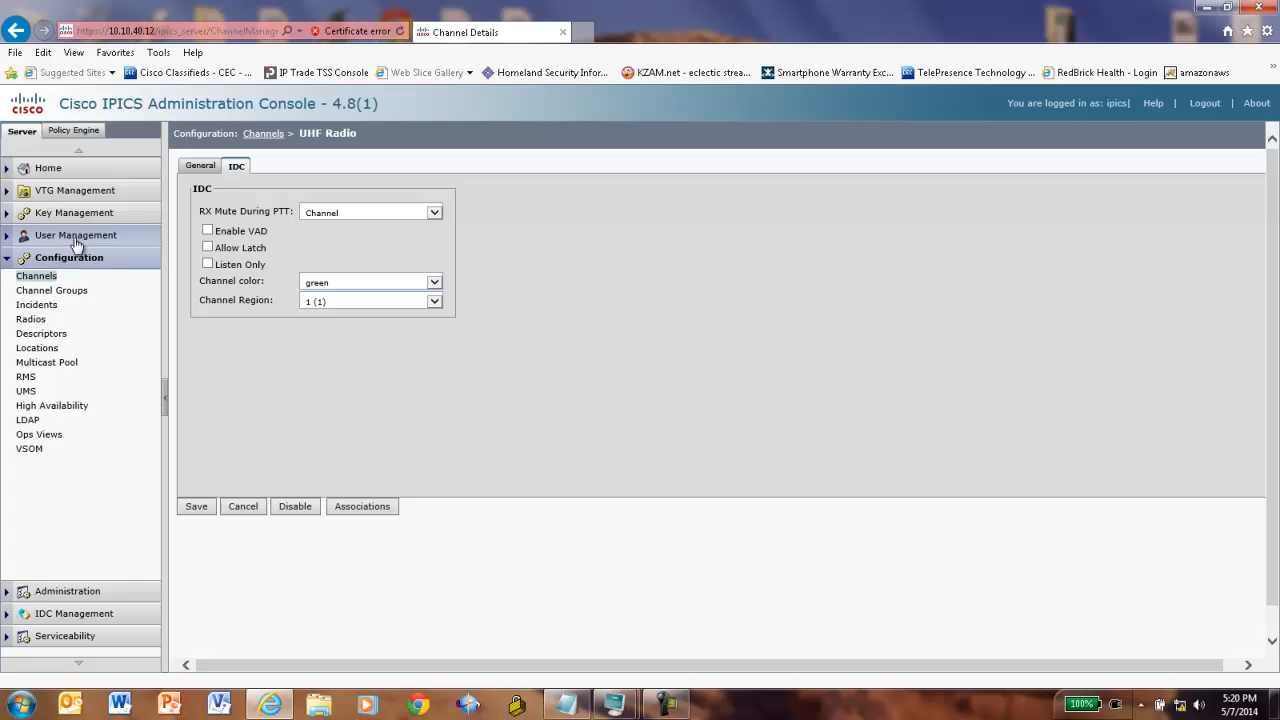 https://10.10.40.12/ipics_server/ChannelManag
Certificate error
Channel Details
File Edit View Favorites Tools Help
Suggested Sites
Cisco Classifieds - CEC - ...
IP Trade TSS Console
Web Slice Gallery
Homeland Security Infor...
KZAM.net - eclectic strea...
Smartphone Warranty Exc...
TelePresence Technology ...
RedBrick Health - Login
amazonaws
CISCO
Cisco IPICS Administration Console - 4.8(1)
You are logged in as: ipics| Help Logout About
Server
Policy Engine
Home
VTG Management
Key Management
User Management
Configuration
Channels
Channel Groups
Incidents
Radios
Descriptors
Locations
Multicast Pool
RMS
UMS
High Availability
LDAP
Ops Views
VSOM
Administration
IDC Management
Serviceability
Configuration: Channels > UHF Radio
General
IDC
IDC
RX Mute During PTT: Channel
Enable VAD
Allow Latch
Listen Only
Channel color: green
Channel Region: 1 (1)
Save
Cancel
Disable
Associations
100%
5:20 PM
5/7/2014